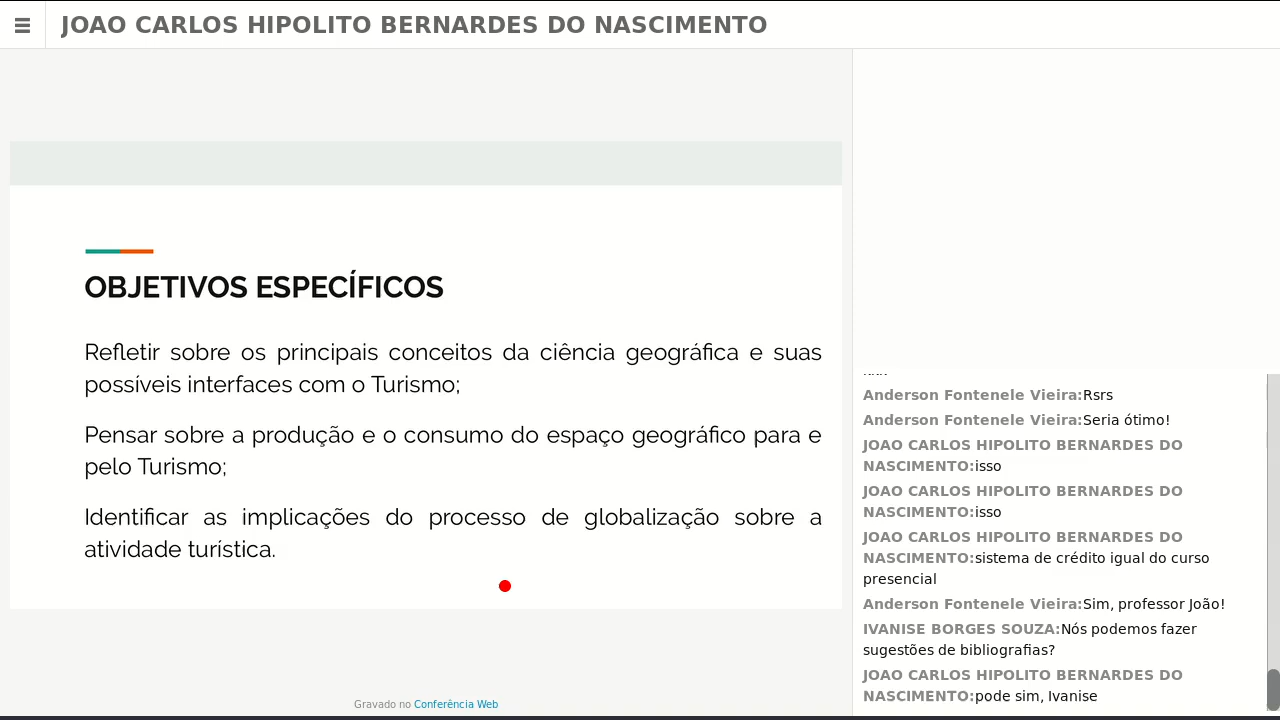 JOAO CARLOS HIPOLITO BERNARDES DO NASCIMENTO
OBJETIVOS ESPECÍFICOS
Refletir sobre os principais conceitos da ciência geográfica e suas
possíveis interfaces com o Turismo;
Pensar sobre a produção e o consumo do espaço geográfico para e
pelo Turismo;
Identificar as implicações do processo de globalização sobre a
atividade turística.
Gravado no Conferência Web
Anderson Fontenele Vieira:Rsrs
Anderson Fontenele Vieira:Seria ótimo!
JOAO CARLOS HIPOLITO BERNARDES DO
NASCIMENTO:isso
JOAO CARLOS HIPOLITO BERNARDES DO
NASCIMENTO:isso
JOAO CARLOS HIPOLITO BERNARDES DO
NASCIMENTO:sistema de crédito igual do curso
presencial
Anderson Fontenele Vieira:Sim, professor João!
IVANISE BORGES SOUZA:Nós podemos fazer
sugestões de bibliografias?
JOAO CARLOS HIPOLITO BERNARDES DO
NASCIMENTO:pode sim, Ivanise